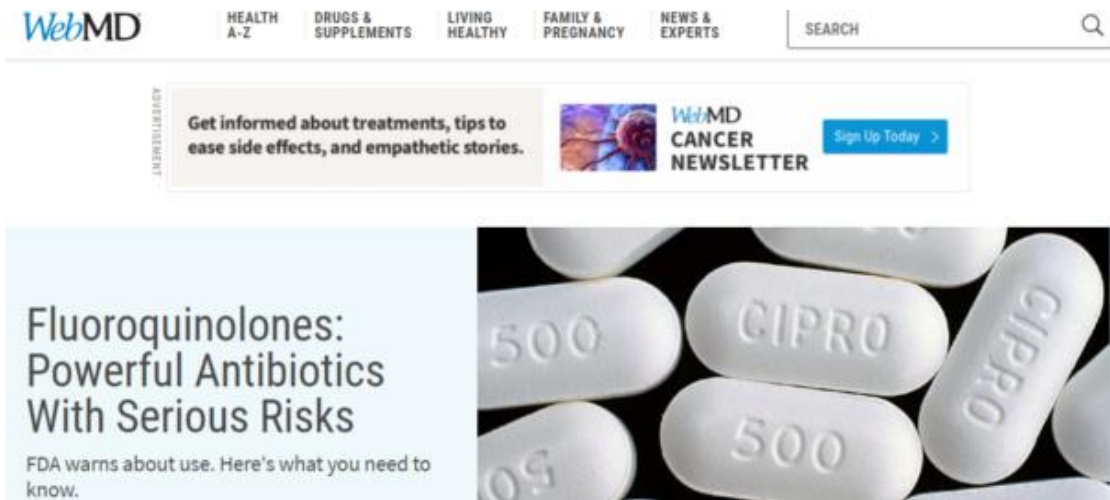 WebMD
HEALTH
A-Z
DRUGS &
SUPPLEMENTS
LIVING
HEALTHY
FAMILY &
PREGNANCY
NEWS &
EXPERTS
SEARCH
ADVERTISEMENT
Get informed about treatments, tips to
ease side effects, and empathetic stories.
WebMD
CANCER
NEWSLETTER
Sign Up Today >
Fluoroquinolones:
Powerful Antibiotics
With Serious Risks
FDA warns about use. Here's what you need to
know.
500
CIPRO
CIPRO
500
50